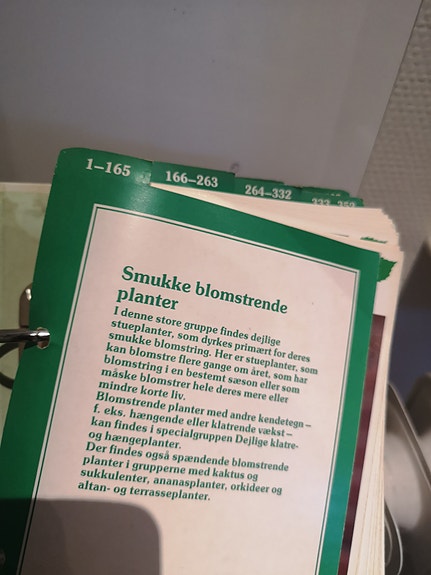 1–165
166–263
264–332
Smukke blomstrende
planter
I denne store gruppe findes dejlige
stueplanter, som dyrkes primært for deres
smukke blomstring. Her er stueplanter, som
kan blomstre flere gange om året, som har
blomstring i en bestemt sæson eller som
måske blomstrer hele deres mere eller
mindre korte liv.
Blomstrende planter med andre kendetegn –
f. eks. hængende eller klatrende vækst –
kan findes i specialgruppen Dejlige klatre-
og hængeplanter.
Der findes også spændende blomstrende
planter i grupperne med kaktus og
sukkulenter, ananasplanter, orkideer og
altan- og terrasseplanter.